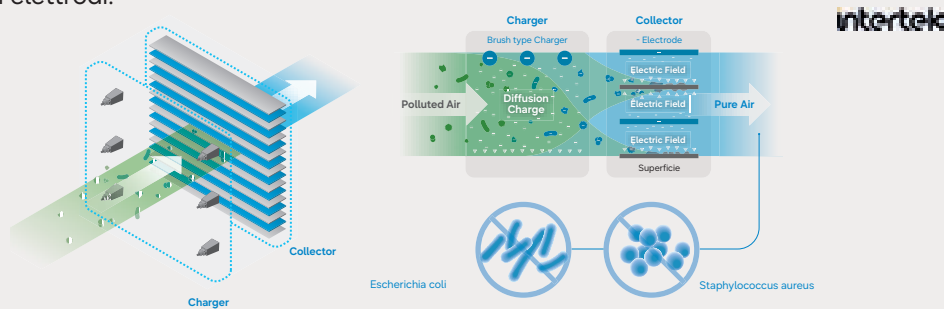 elettrodi.
intertek
Charger
Collector
Brush type Charger
- Electrode
Electric Field
Polluted Air
Diffusion
Charge
Electric Field
Pure Air
Electric Field
Superficie
Collector
Charger
Escherichia coli
Staphylococcus aureus